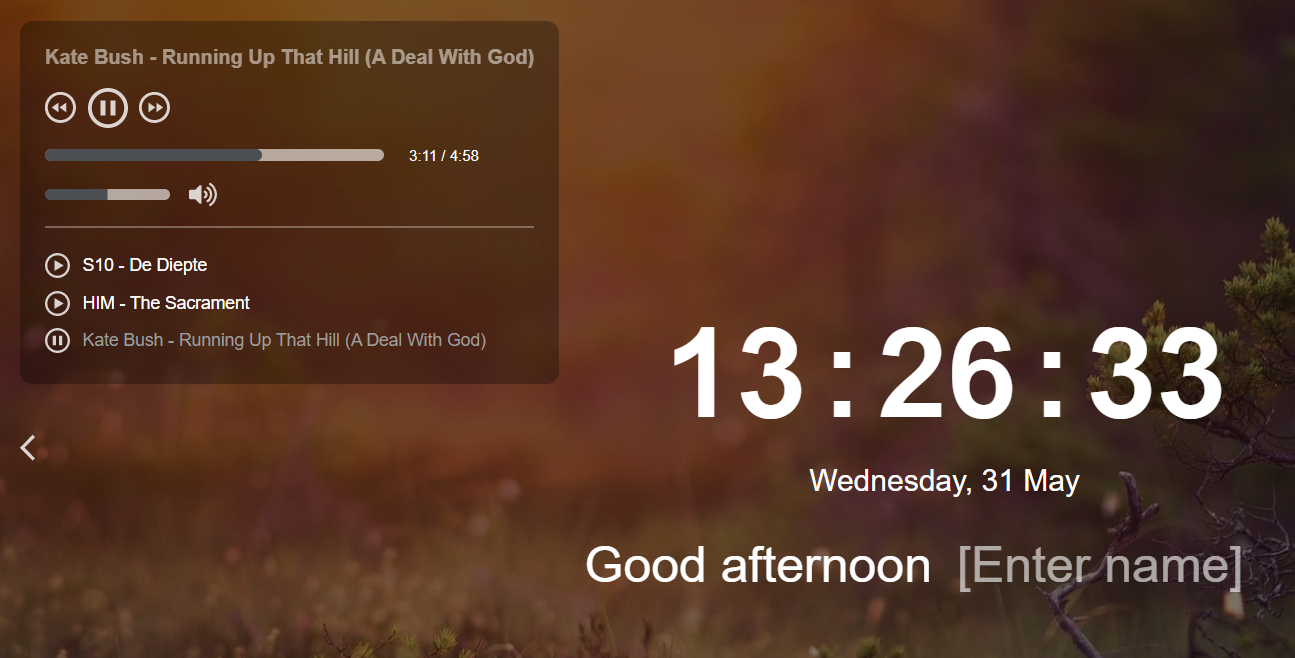 Kate Bush - Running Up That Hill (A Deal With God)
3:11 / 4:58
S10 - De Diepte
HIM - The Sacrament
Kate Bush - Running Up That Hill (A Deal With God)
13:26:33
Wednesday, 31 May
Good afternoon [Enter name]